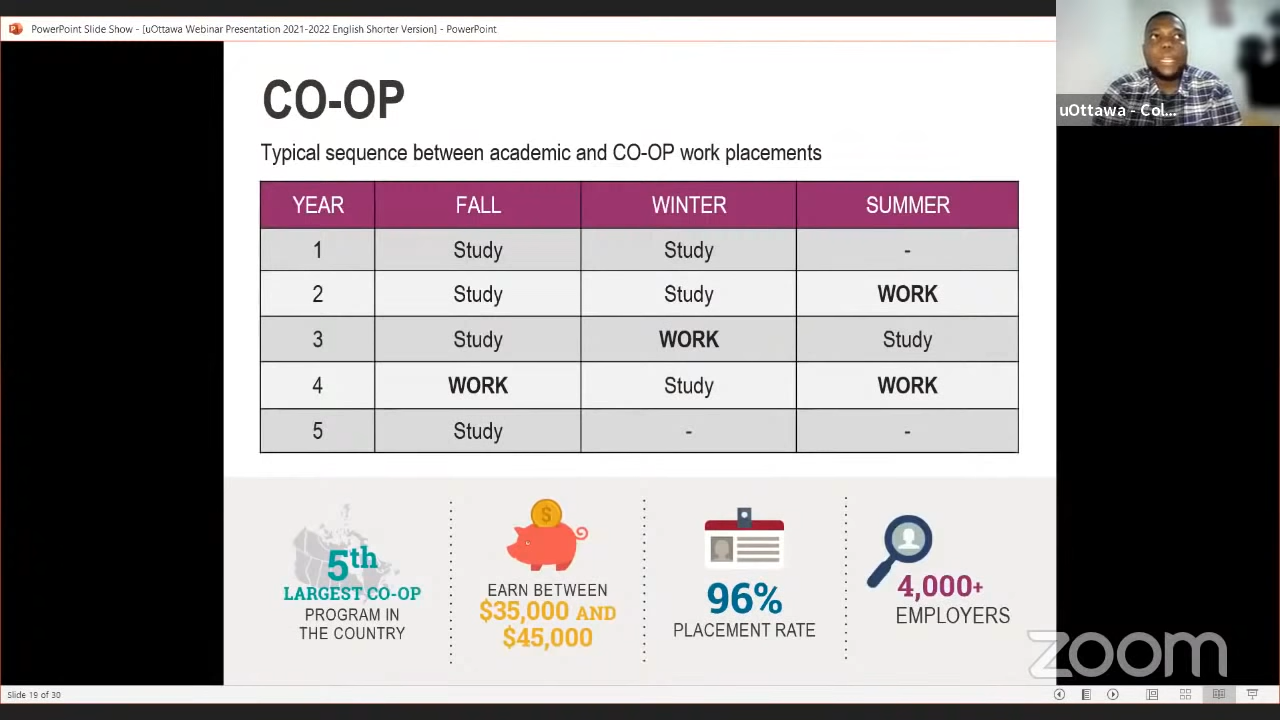 PowerPoint Slide Show - [uOttawa Webinar Presentation 2021-2022 English Shorter Version] - PowerPoint
uOttawa - Col...
CO-OP
Typical sequence between academic and CO-OP work placements
YEAR FALL WINTER SUMMER
1 Study Study -
2 Study Study WORK
3 Study WORK Study
4 WORK Study WORK
5 Study - -
5th
LARGEST CO-OP
PROGRAM IN
THE COUNTRY
$
EARN BETWEEN
$35,000 AND
$45,000
96%
PLACEMENT RATE
4,000+
EMPLOYERS
zoom
Slide 19 of 30